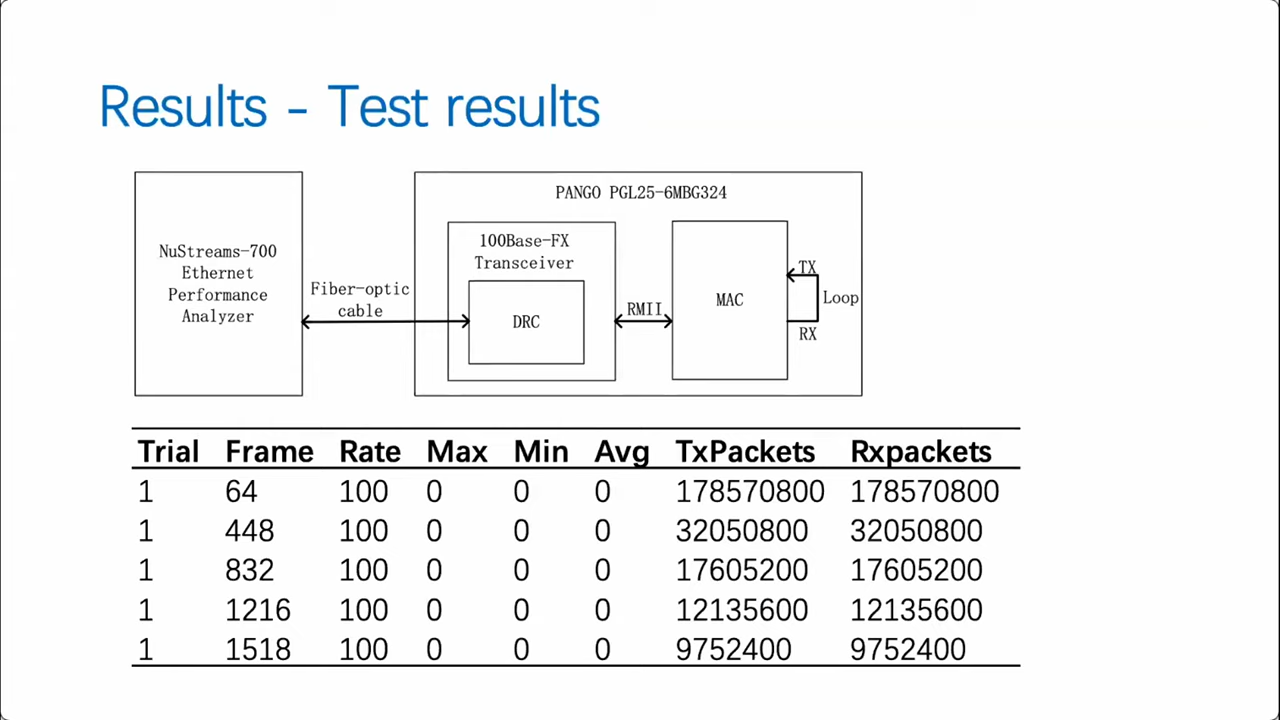 Results - Test results
PANGO PGL25-6MBG324
NuStreams-700
Ethernet
Performance
Analyzer
Fiber-optic
cable
100Base-FX
Transceiver
DRC
RMII
MAC
TX
Loop
RX
Trial Frame Rate Max Min Avg TxPackets Rxpackets
1 64 100 0 0 0 178570800 178570800
1 448 100 0 0 0 32050800 32050800
1 832 100 0 0 0 17605200 17605200
1 1216 100 0 0 0 12135600 12135600
1 1518 100 0 0 0 9752400 9752400